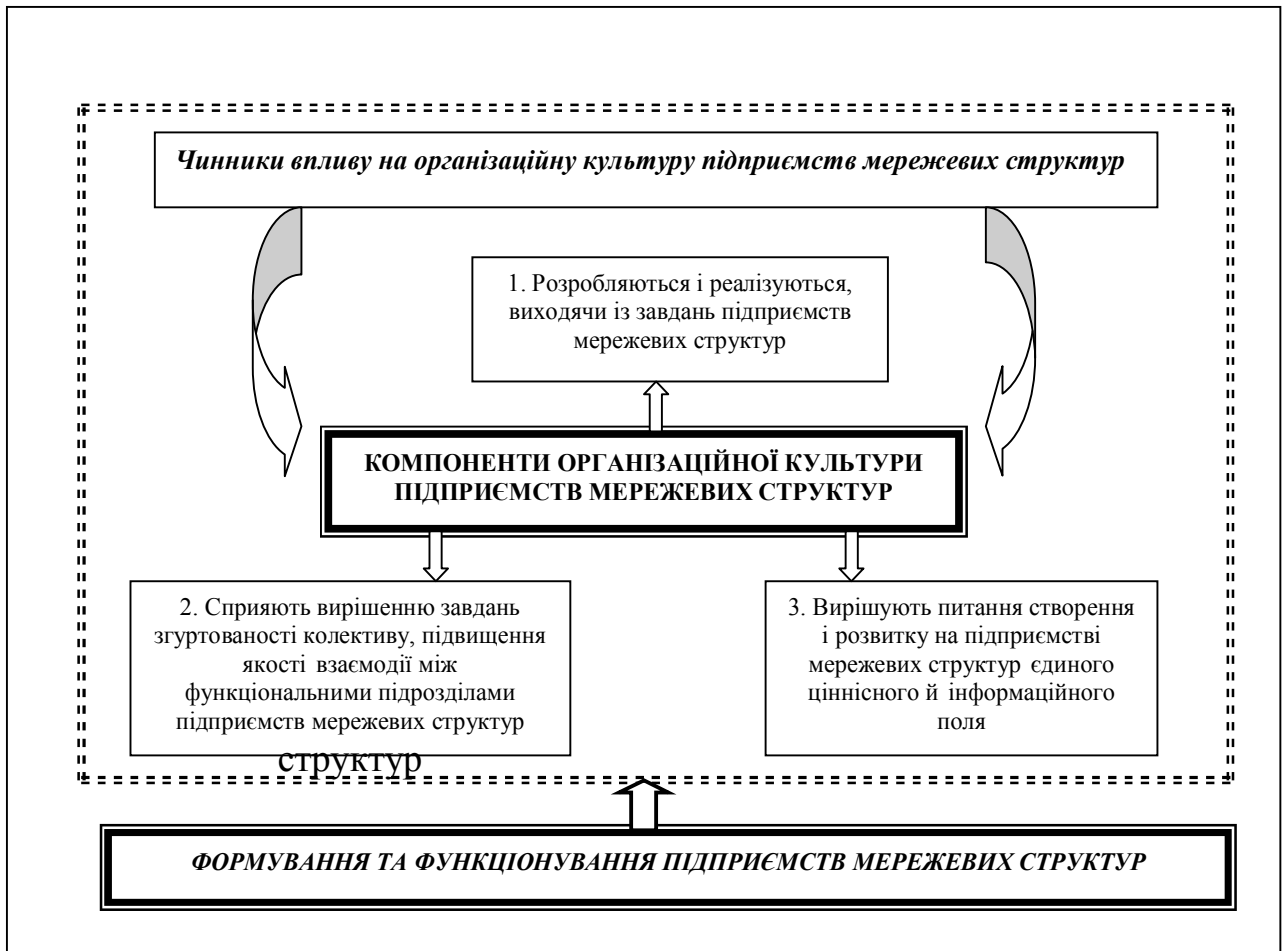 Чинники впливу на організаційну культуру підприємств мережевих структур
1. Розробляються і реалізуються,
виходячи із завдань підприємств
мережевих структур
КОМПОНЕНТИ ОРГАНІЗАЦІЙНОЇ КУЛЬТУРИ
ПІДПРИЄМСТВ МЕРЕЖЕВИХ СТРУКТУР
2. Сприяють вирішенню завдань
згуртованості колективу, підвищення
якості взаємодії між
функціональними підрозділами
підприємств мережевих структур
структур
3. Вирішують питання створення
і розвитку на підприємстві
мережевих структур єдиного
ціннісного й інформаційного
поля
ФОРМУВАННЯ ТА ФУНКЦІОНУВАННЯ ПІДПРИЄМСТВ МЕРЕЖЕВИХ СТРУКТУР